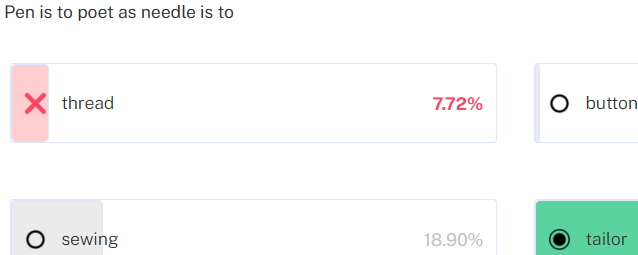 Pen is to poet as needle is to
thread 7.72% button
sewing 18.90% tailor